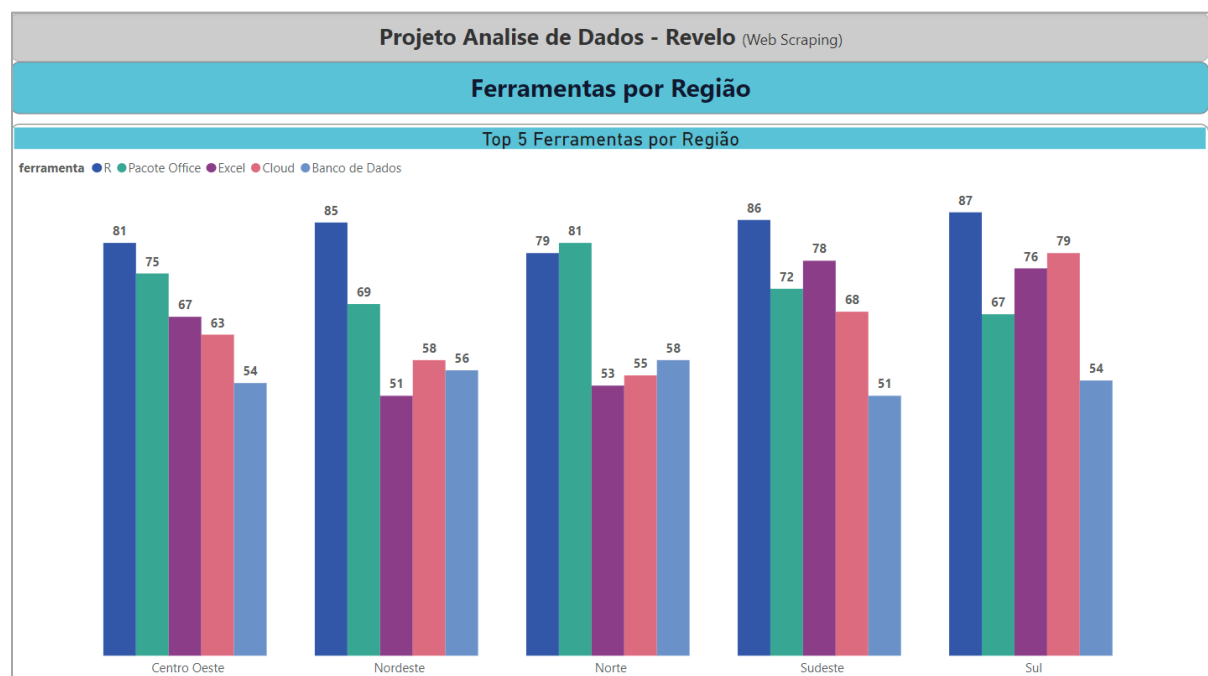 Projeto Analise de Dados - Revelo (Web Scraping)
Ferramentas por Região
Top 5 Ferramentas por Região
ferramenta R Pacote Office Excel Cloud Banco de Dados
81 75 67 63 54
85 69 51 58 56
79 81 53 55 58
86 72 78 68 51
87 67 76 79 54
Centro Oeste Nordeste Norte Sudeste Sul